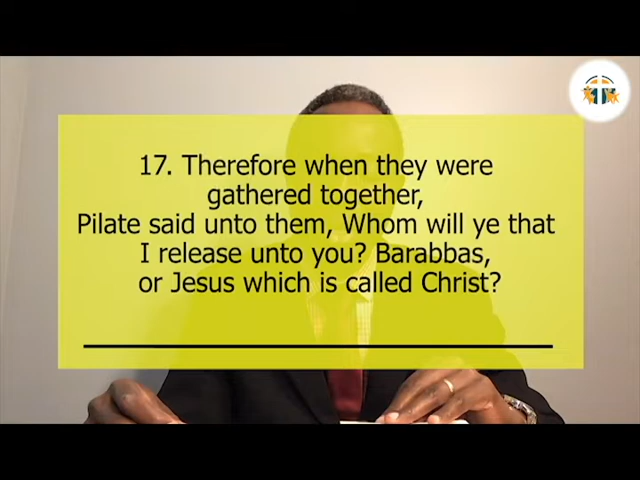 17. Therefore when they were
gathered together,
Pilate said unto them, Whom will ye that
I release unto you? Barabbas,
or Jesus which is called Christ?